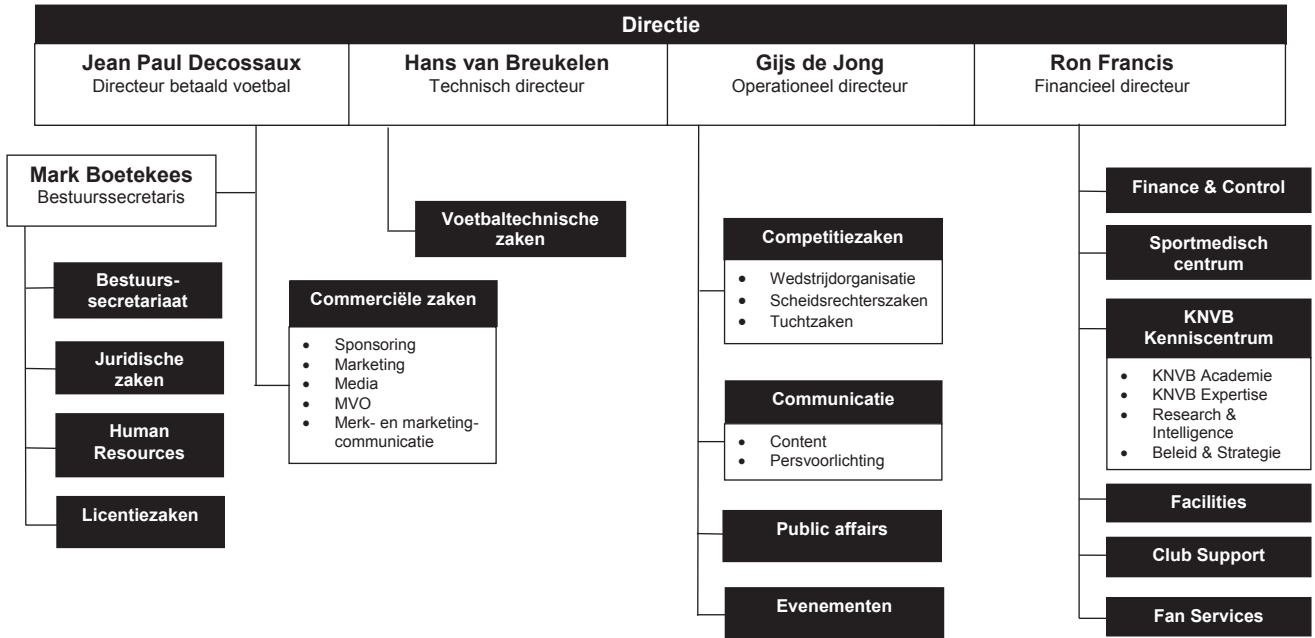 Directie
Jean Paul Decossaux
Directeur betaald voetbal
Hans van Breukelen
Technisch directeur
Gijs de Jong
Operationeel directeur
Ron Francis
Financieel directeur
Mark Boetekees
Bestuurssecretaris
Bestuurs-
secretariaat
Juridische
zaken
Human
Resources
Licentiezaken
Commerciële zaken
• Sponsoring
• Marketing
• Media
• MVO
• Merk- en marketing-
communicatie
Voetbaltechnische
zaken
Competitiezaken
• Wedstrijdorganisatie
• Scheidsrechterszaken
• Tuchtzaken
Communicatie
• Content
• Persvoorlichting
Public affairs
Evenementen
Finance & Control
Sportmedisch
centrum
KNVB
Kenniscentrum
• KNVB Academie
• KNVB Expertise
• Research &
Intelligence
• Beleid & Strategie
Facilities
Club Support
Fan Services